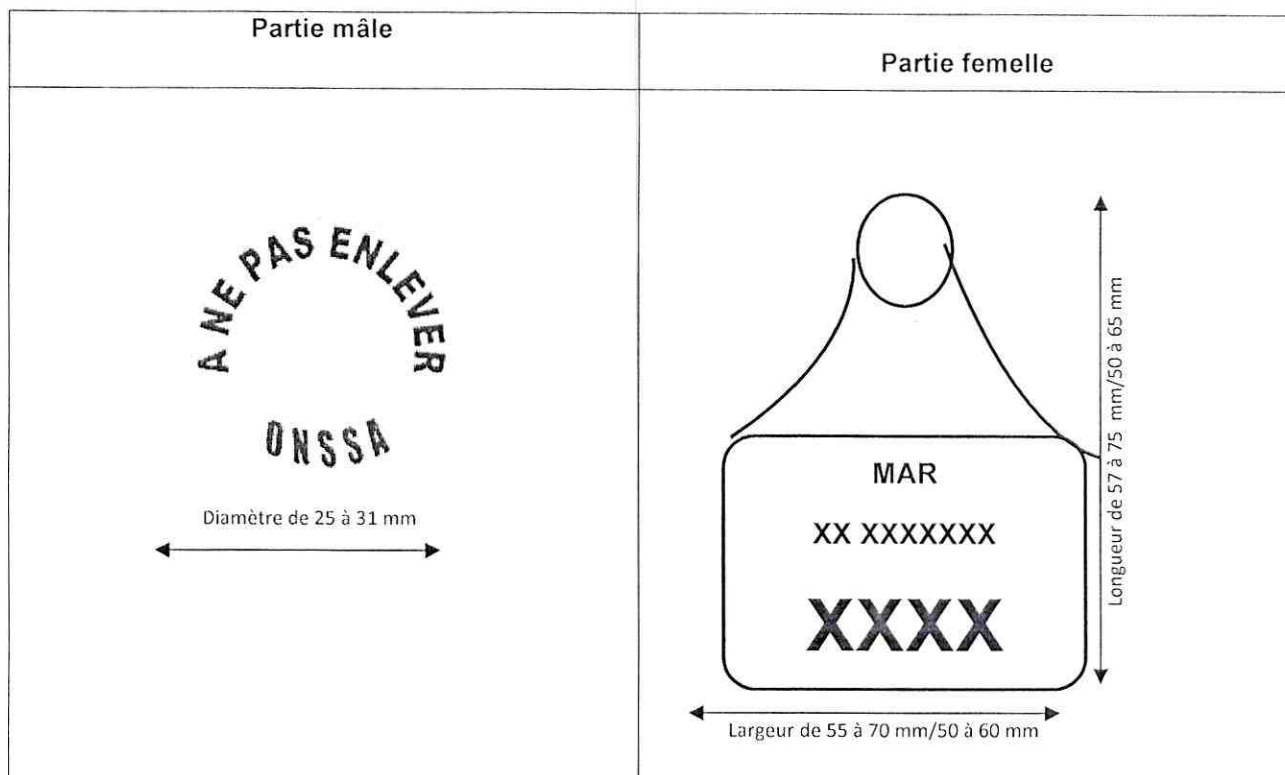 Partie mâle
Partie femelle
A NE PAS ENLEVER
ONSSA
Diamètre de 25 à 31 mm
MAR
XX XXXXXXX
XXXX
Longueur de 57 à 75 mm/50 à 65 mm
Largeur de 55 à 70 mm/50 à 60 mm